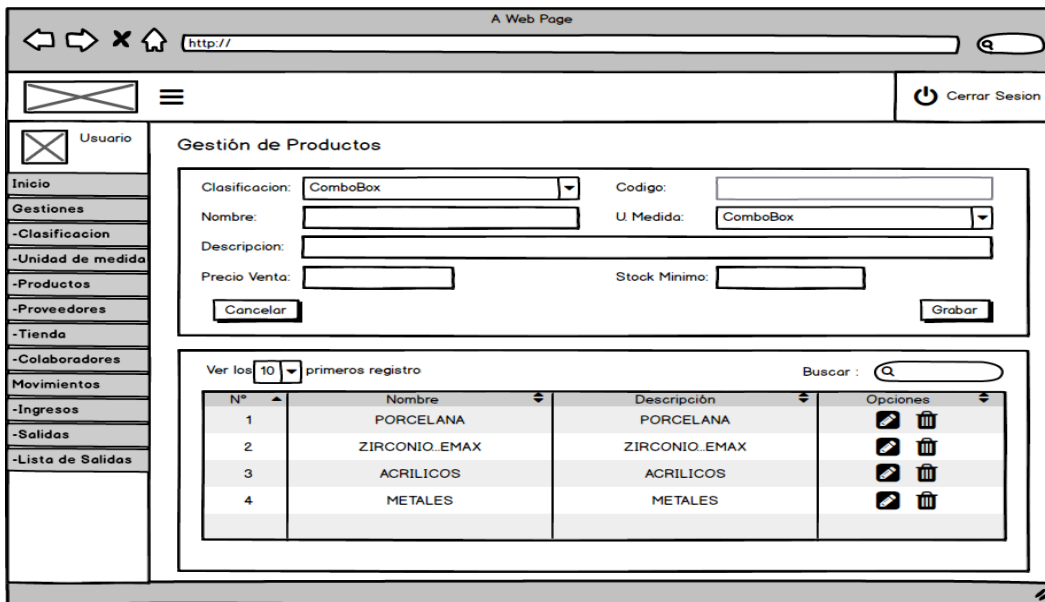 A Web Page
http://
Cerrar Sesion
Usuario
Inicio
Gestiones
-Clasificacion
-Unidad de medida
-Productos
-Proveedores
-Tienda
-Colaboradores
Movimientos
-Ingresos
-Salidas
-Lista de Salidas
Gestión de Productos
Clasificacion: ComboBox Codigo:
Nombre: U. Medida: ComboBox
Descripcion:
Precio Venta: Stock Minimo:
Cancelar Grabar
Ver los 10 primeros registro Buscar :
N° Nombre Descripción Opciones
1 PORCELANA PORCELANA
2 ZIRCONIO..EMAX ZIRCONIO..EMAX
3 ACRILICOS ACRILICOS
4 METALES METALES